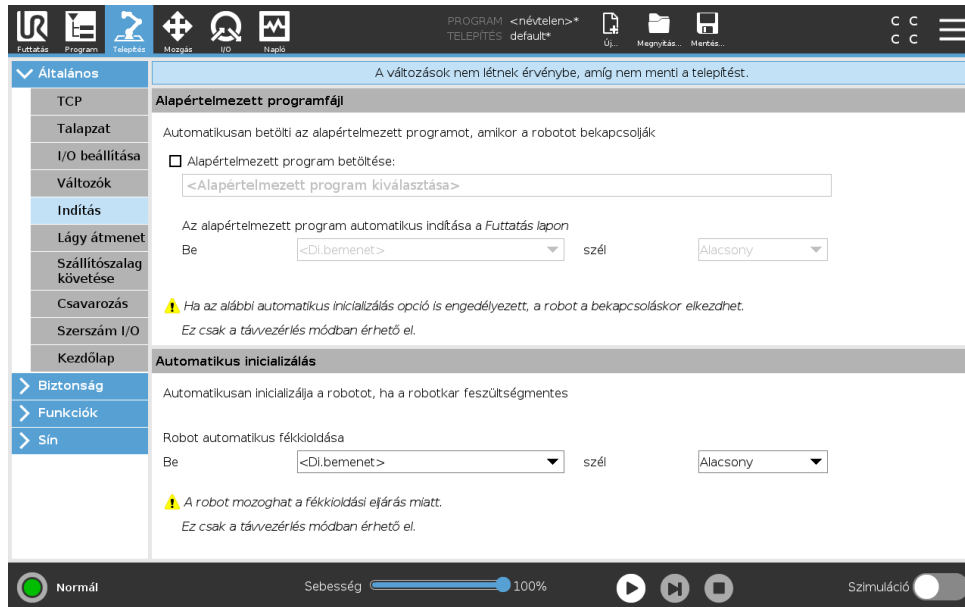 PROGRAM <névtelen>*
TELEPÍTÉS default*
Futtatás Program Telepítés Mozgás I/O Napló Új... Megnyitás... Mentés...
C C
C C
Általános
TCP
Talapzat
I/O beállítása
Változók
Indítás
Lágy átmenet
Szállítószalag
követése
Csavarozás
Szerszám I/O
Kezdőlap
Biztonság
Funkciók
Sín
A változások nem létnek érvénybe, amíg nem menti a telepítést.
Alapértelmezett programfájl
Automatikusan betölti az alapértelmezett programot, amikor a robotot bekapcsolják
Alapértelmezett program betöltése:
<Alapértelmezett program kiválasztása>
Az alapértelmezett program automatikus indítása a Futtatás lapon
Be <Di.bemenet> szél Alacsony
Ha az alábbi automatikus inicializálás opció is engedélyezett, a robot a bekapcsoláskor elkezdhet.
Ez csak a távvezérlés módban érhető el.
Automatikus inicializálás
Automatikusan inicializálja a robotot, ha a robotkar feszültségmentes
Robot automatikus fékkioldása
Be <Di.bemenet> szél Alacsony
A robot mozoghat a fékkioldási eljárás miatt.
Ez csak a távvezérlés módban érhető el.
Normál Sebesség 100% Szimuláció